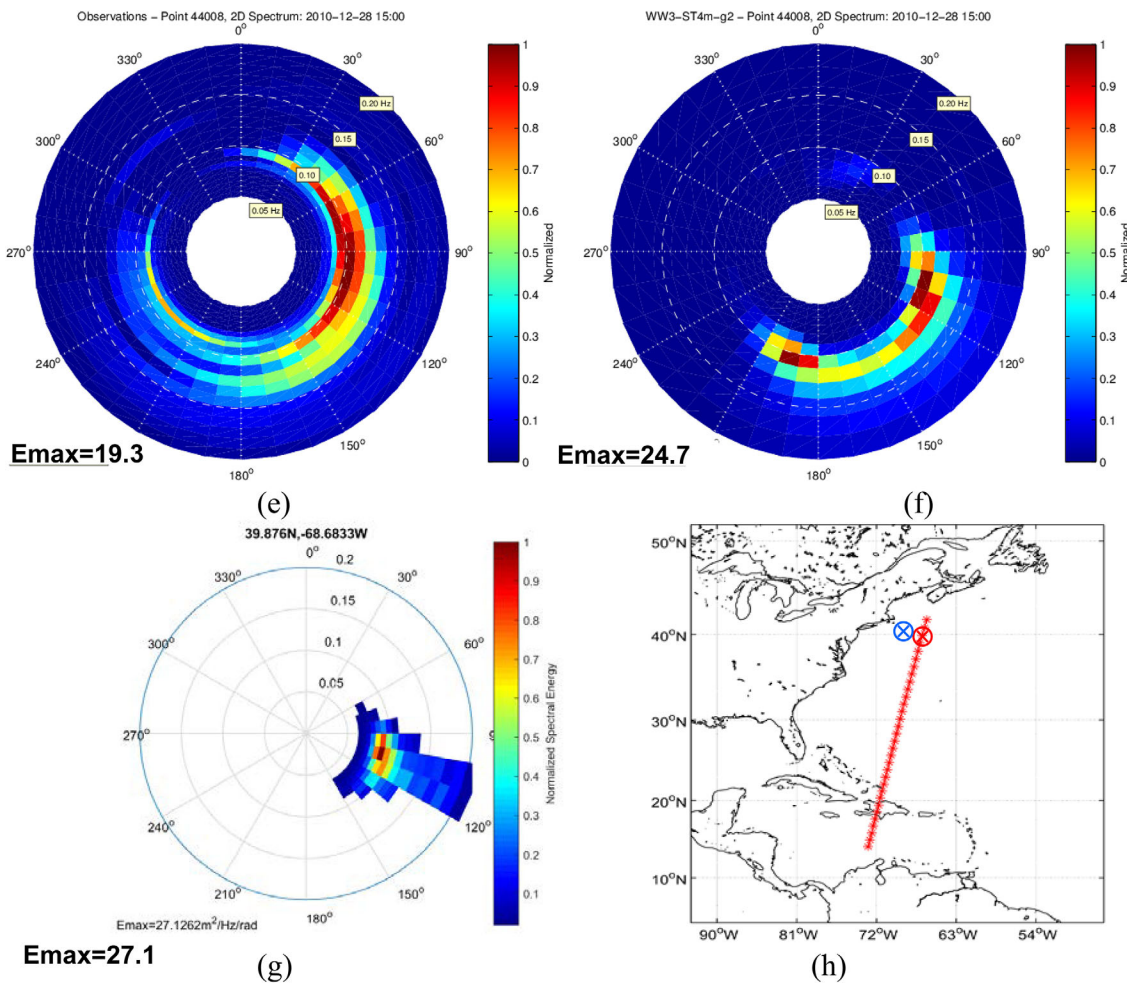 Observations − Point 44008, 2D Spectrum: 2010−12−28 15:00
0°
330°
30°
0.20 Hz
300°
0.15
60°
0.10
0.05 Hz
270°
90°
240°
120°
150°
180°
Emax=19.3
1
0.9
0.8
0.7
0.6
0.5
0.4
0.3
0.2
0.1
0
Normalized
(e)
WW3−ST4m−g2 − Point 44008, 2D Spectrum: 2010−12−28 15:00
0°
330°
30°
0.20 Hz
300°
0.15
60°
0.10
0.05 Hz
270°
90°
240°
120°
150°
180°
Emax=24.7
1
0.9
0.8
0.7
0.6
0.5
0.4
0.3
0.2
0.1
0
Normalized
(f)
39.876N,-68.6833W
0°
0.2
330°
30°
0.15
300°
0.1
60°
0.05
270°
240°
120°
210°
150°
180°
Emax=27.1262m²/Hz/rad
Emax=27.1
1
0.9
0.8
0.7
0.6
0.5
0.4
0.3
0.2
0.1
Normalized Spectral Energy
(g)
50°N
40°N
30°N
20°N
10°N
90°W
81°W
72°W
63°W
54°W
(h)